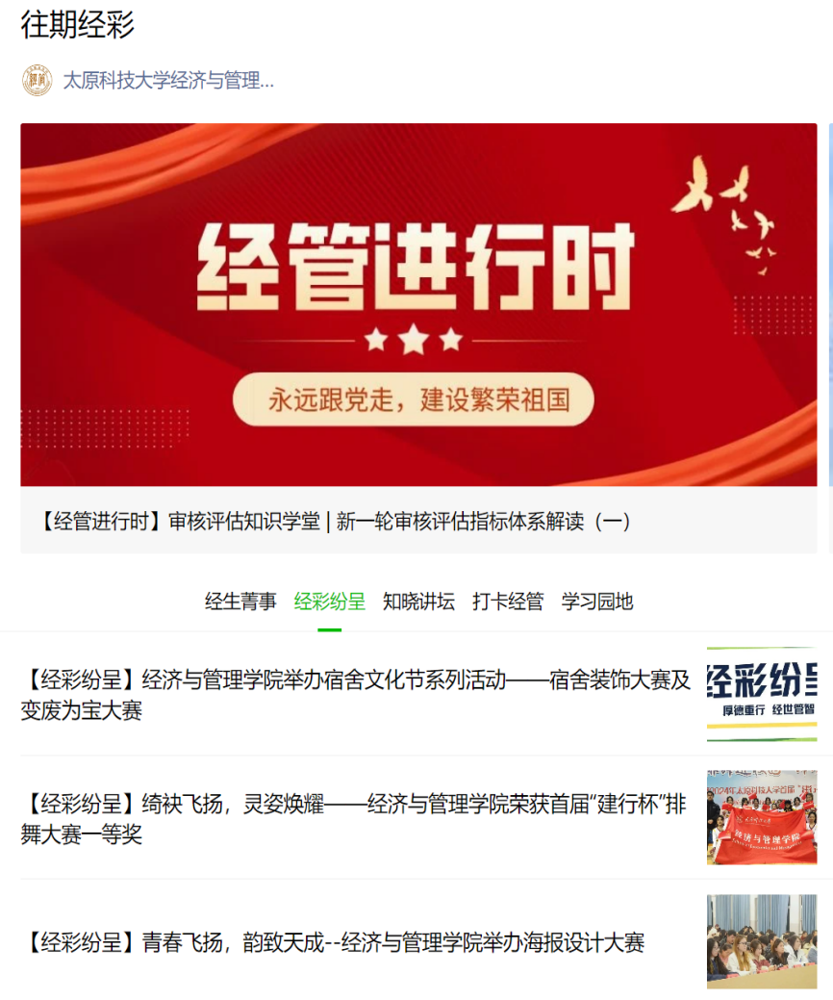 往期经彩
太原科技大学经济与管理...
经管进行时
永远跟党走，建设繁荣祖国
【经管进行时】审核评估知识学堂 | 新一轮审核评估指标体系解读（一）
经生菁事 经彩纷呈 知晓讲坛 打卡经管 学习园地
【经彩纷呈】经济与管理学院举办宿舍文化节系列活动——宿舍装饰大赛及
变废为宝大赛
经彩纷呈
厚德重行 经世管智
【经彩纷呈】绮袂飞扬，灵姿焕耀——经济与管理学院荣获首届“建行杯”排
舞大赛一等奖
经济与管理学院
【经彩纷呈】青春飞扬，韵致天成--经济与管理学院举办海报设计大赛